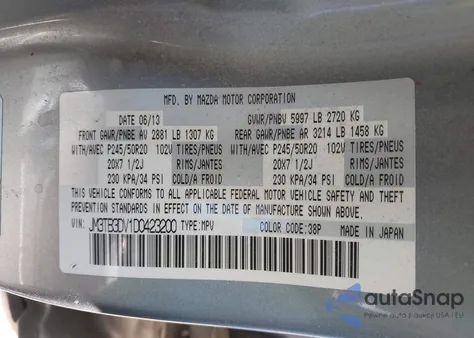 MFD. BY MAZDA MOTOR CORPORATION
DATE 06/13 GVWR/PNBV 5997 LB 2720 KG
FRONT GAWR/PNBE AV 2881 LB 1307 KG REAR GAWR/PNBE AR 3214 LB 1458 KG
WITH/AVEC P245/50R20 102V TIRES/PNEUS WITH/AVEC P245/50R20 102V TIRES/PNEUS
20X7 1/2J RIMS/JANTES 20X7 1/2J RIMS/JANTES
230 KPA/34 PSI COLD/A FROID 230 KPA/34 PSI COLD/A FROID
THIS VEHICLE CONFORMS TO ALL APPLICABLE FEDERAL MOTOR VEHICLE SAFETY AND THEFT
PREVENTION STANDARDS IN EFFECT ON THE DATE OF MANUFACTURE SHOWN ABOVE.
VIN: JM3TB3DV1D0423200 TYPE: MPV COLOR CODE: 38P MADE IN JAPAN
autoSnap
Pewne auta z aukcji USA i EU